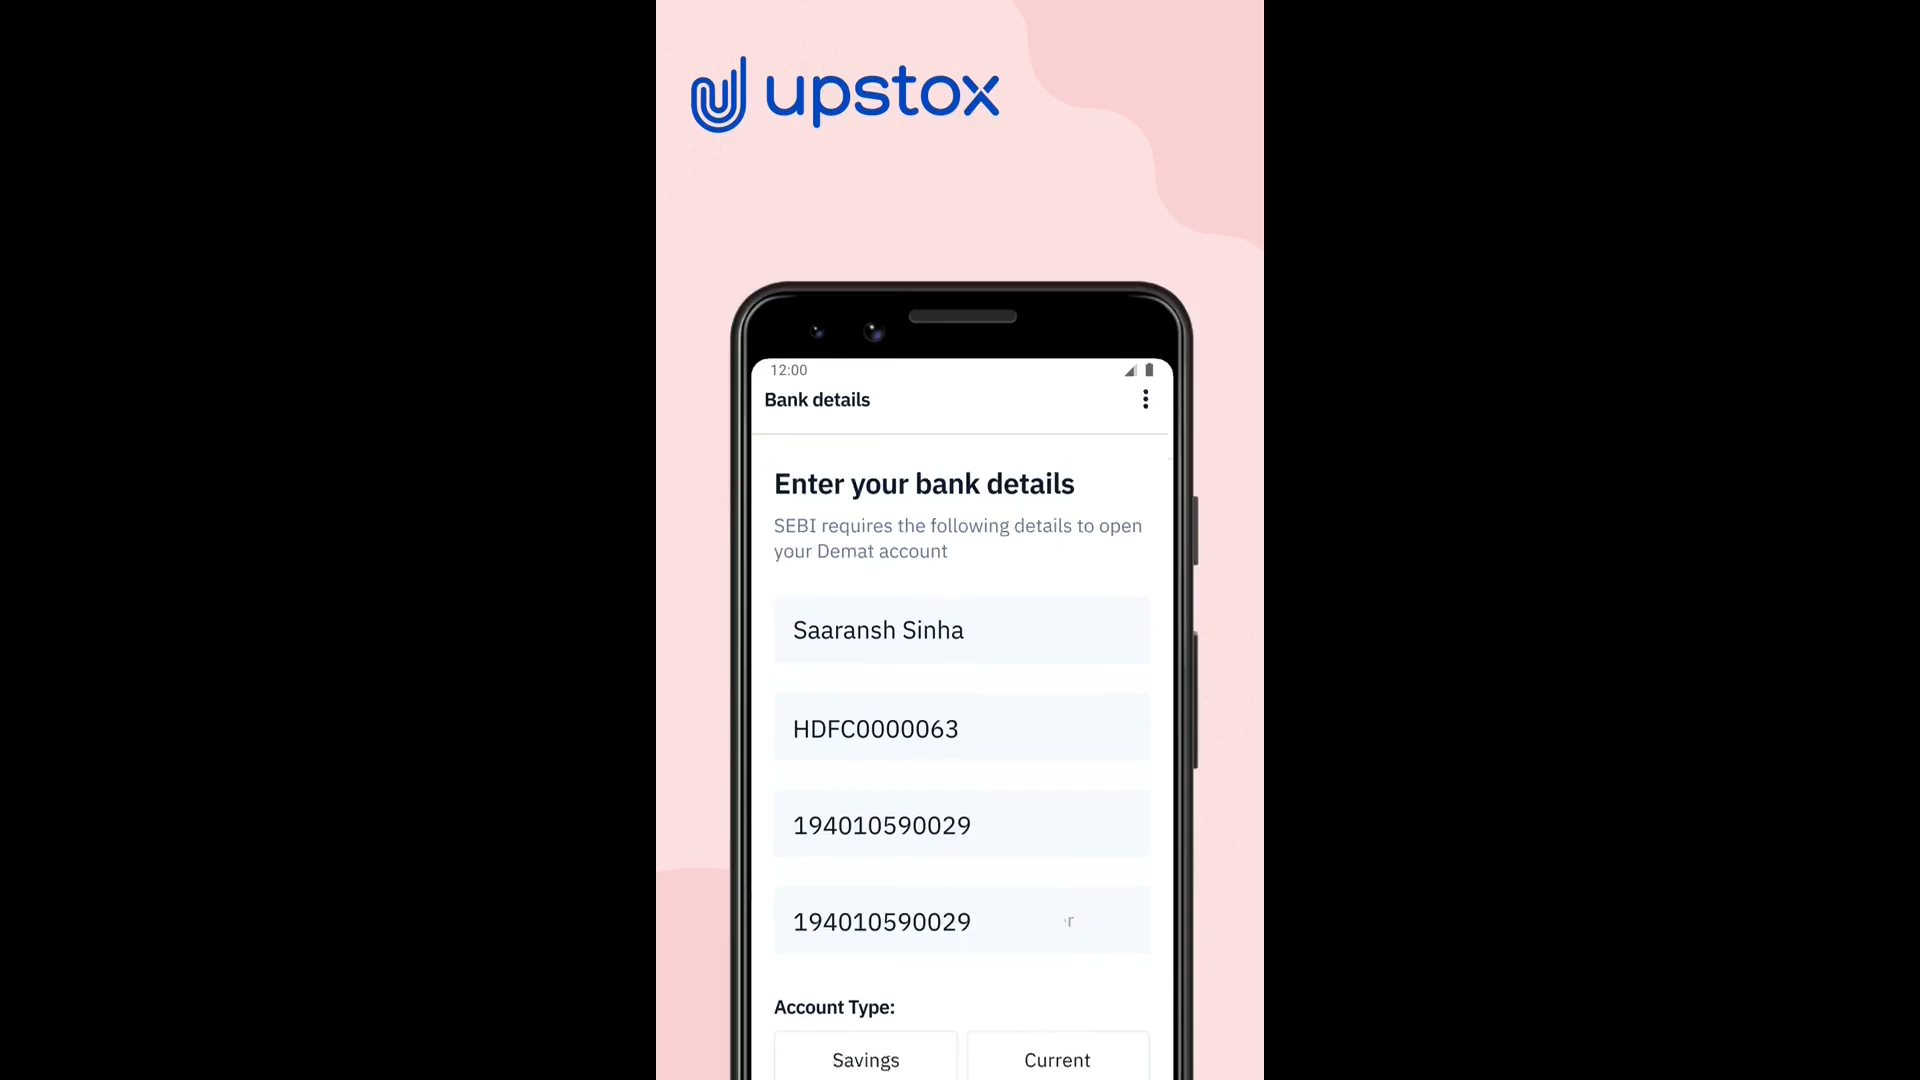 upstox
12:00
Bank details
Enter your bank details
SEBI requires the following details to open
your Demat account
Saaransh Sinha
HDFC0000063
194010590029
194010590029
Account Type:
Savings Current